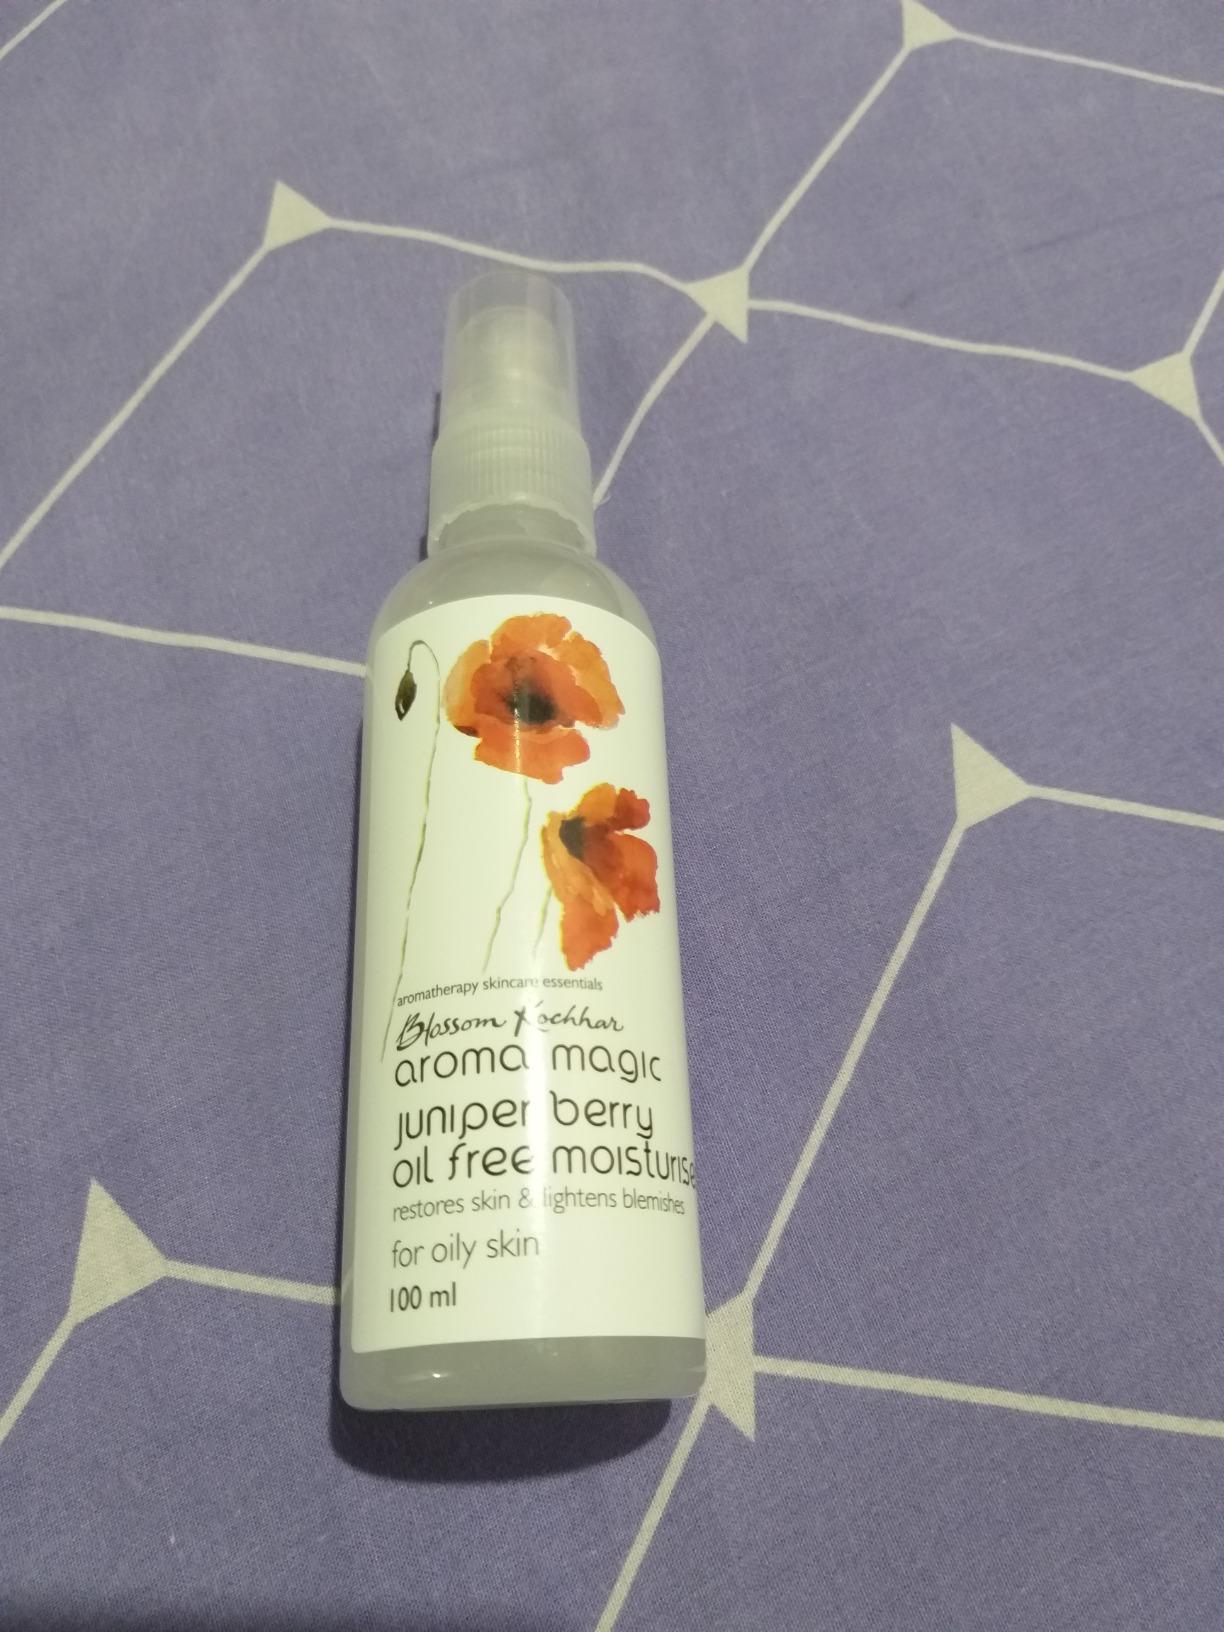 aromatherapy skincare essentials
Blossom Kochhar
aroma magic
juniper berry
oil free moisturise
restores skin & lightens blemishes
for oily skin
100 ml